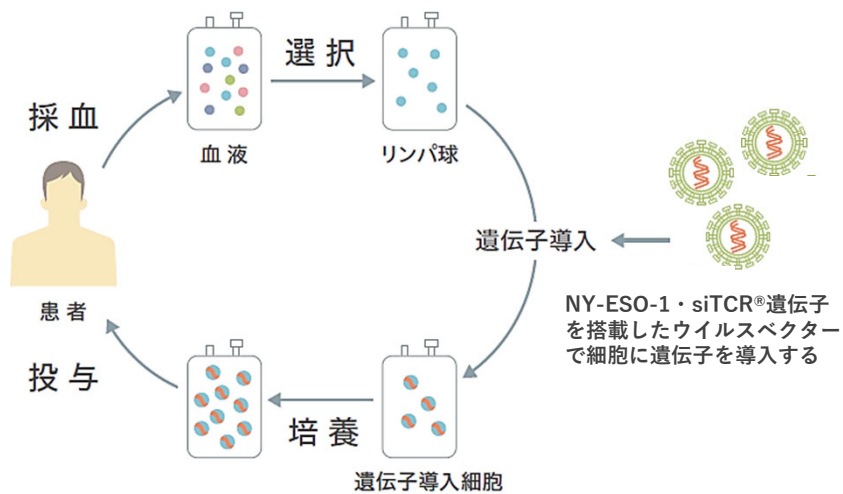 選択
採血
血液
リンパ球
遺伝子導入
患者
NY-ESO-1・siTCR®遺伝子
を搭載したウイルスベクター
で細胞に遺伝子を導入する
投与
培養
遺伝子導入細胞